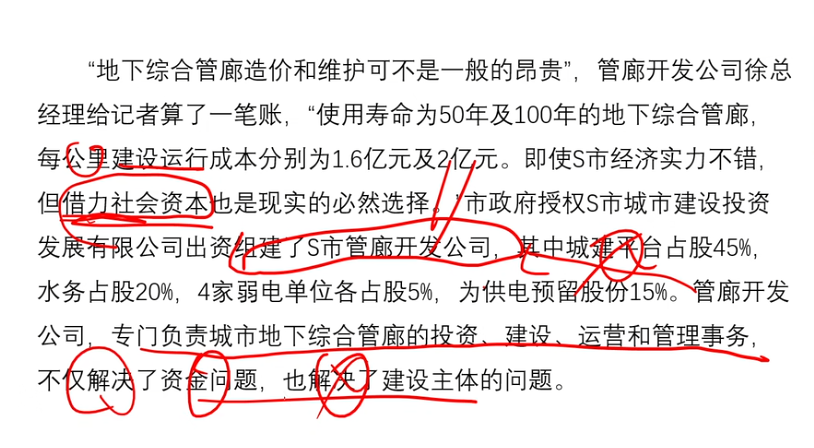 “地下综合管廊造价和维护可不是一般的昂贵”，管廊开发公司徐总
经理给记者算了一笔账，“使用寿命为50年及100年的地下综合管廊，
每公里建设运行成本分别为1.6亿元及2亿元。即使S市经济实力不错，
但借力社会资本也是现实的必然选择。”市政府授权S市城市建设投资
发展有限公司出资组建了S市管廊开发公司，其中城建平台占股45%，
水务占股20%，4家弱电单位各占股5%，为供电预留股份15%。管廊开发
公司，专门负责城市地下综合管廊的投资、建设、运营和管理事务，
不仅解决了资金问题，也解决了建设主体的问题。